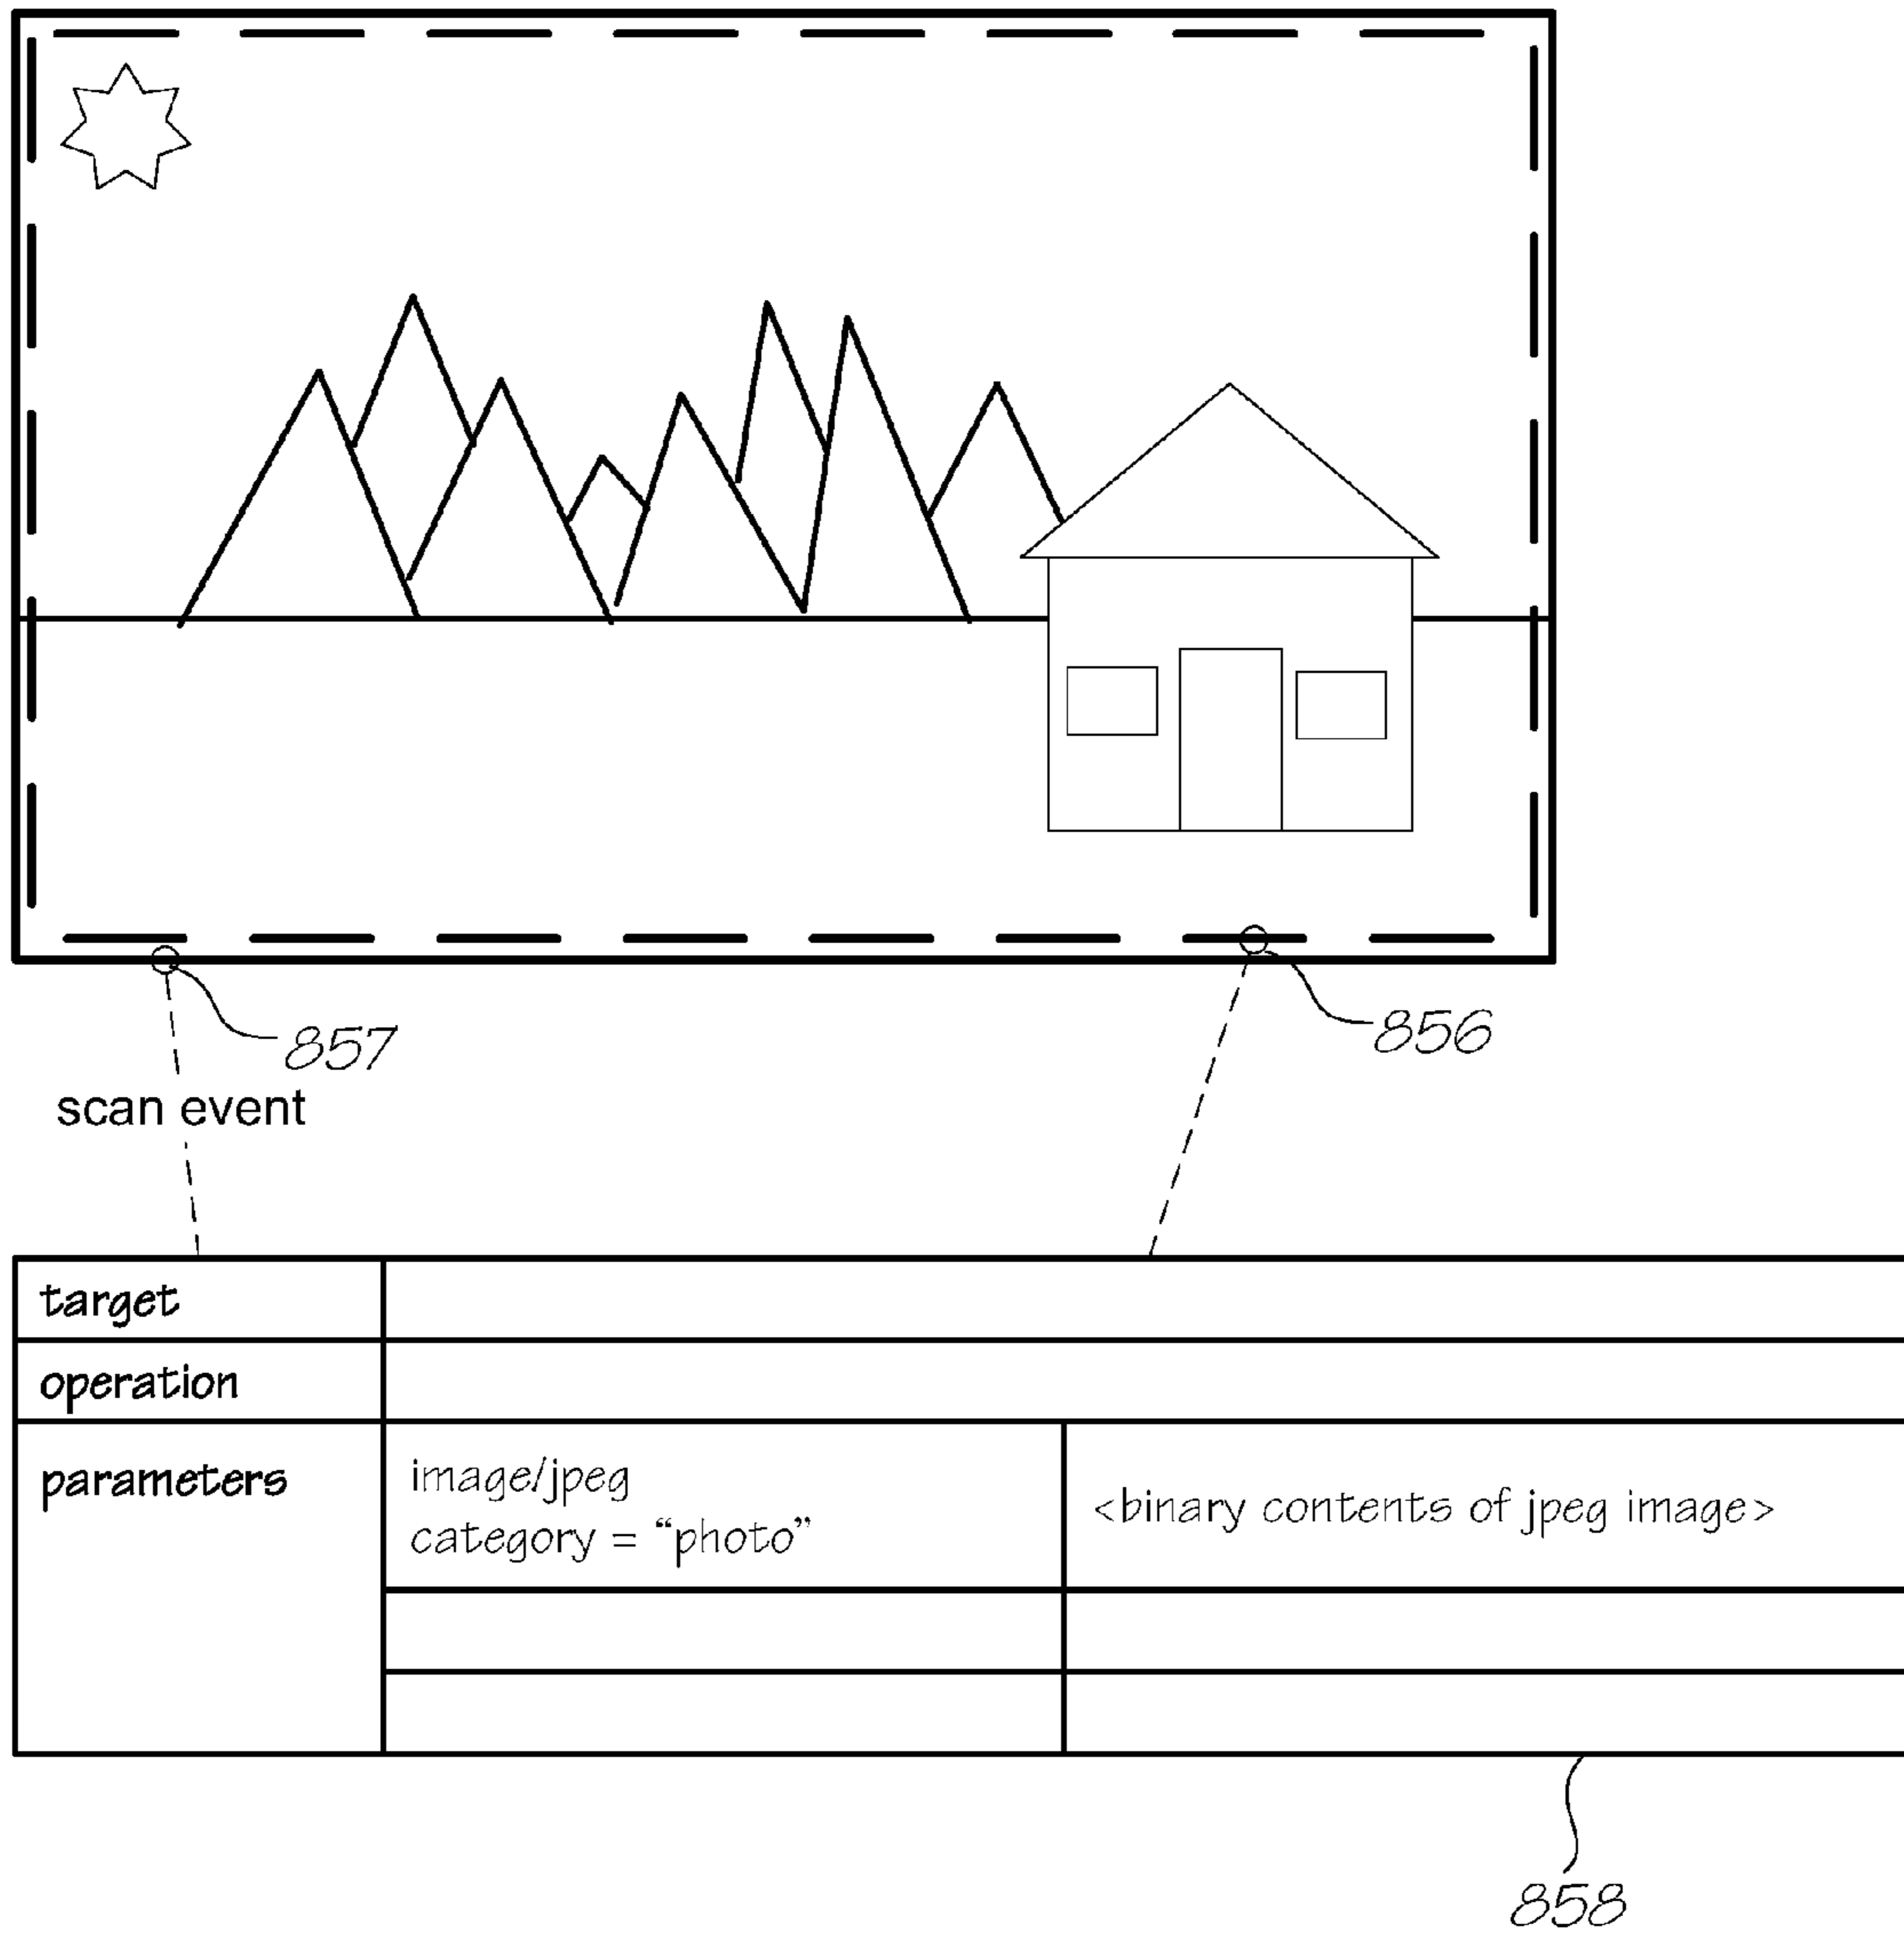 857
856
scan event
target
operation
parameters
image/jpeg
category = “photo”
<binary contents of jpeg image>
858